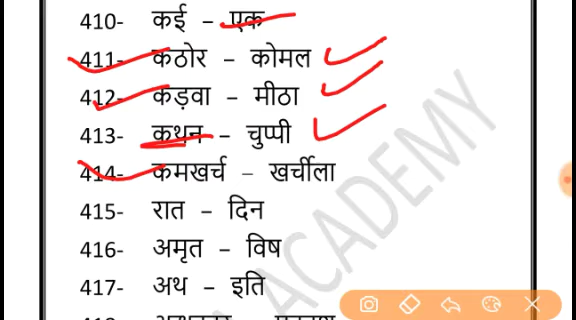 410- कई – एक
411- कठोर – कोमल
412- कड़वा – मीठा
413- कथन – चुप्पी
414- कमखर्च – खर्चीला
415- रात – दिन
416- अमृत – विष
417- अथ – इति
ACADEMY